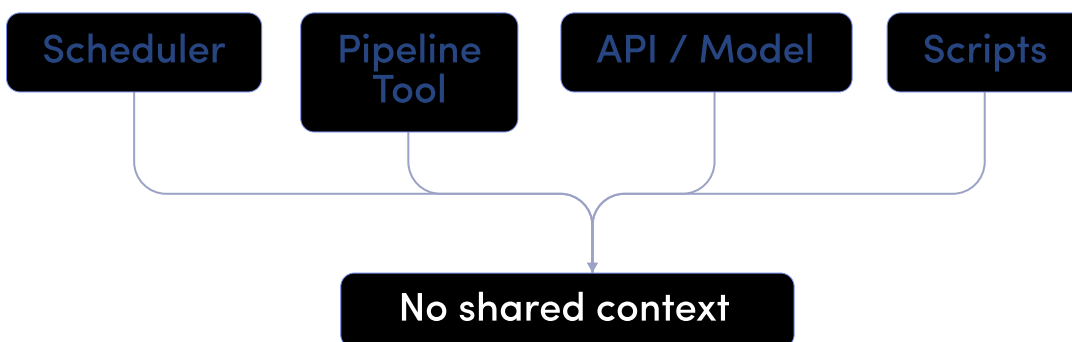 Scheduler
Pipeline
Tool
API / Model
Scripts
No shared context